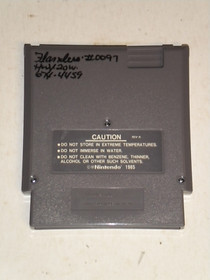 #0097
CAUTION
REV-A
●DO NOT STORE IN EXTREME TEMPERATURES.
●DO NOT IMMERSE IN WATER.
●DO NOT CLEAN WITH BENZENE, THINNER,
ALCOHOL OR OTHER SUCH SOLVENTS.
©Nintendo 1985